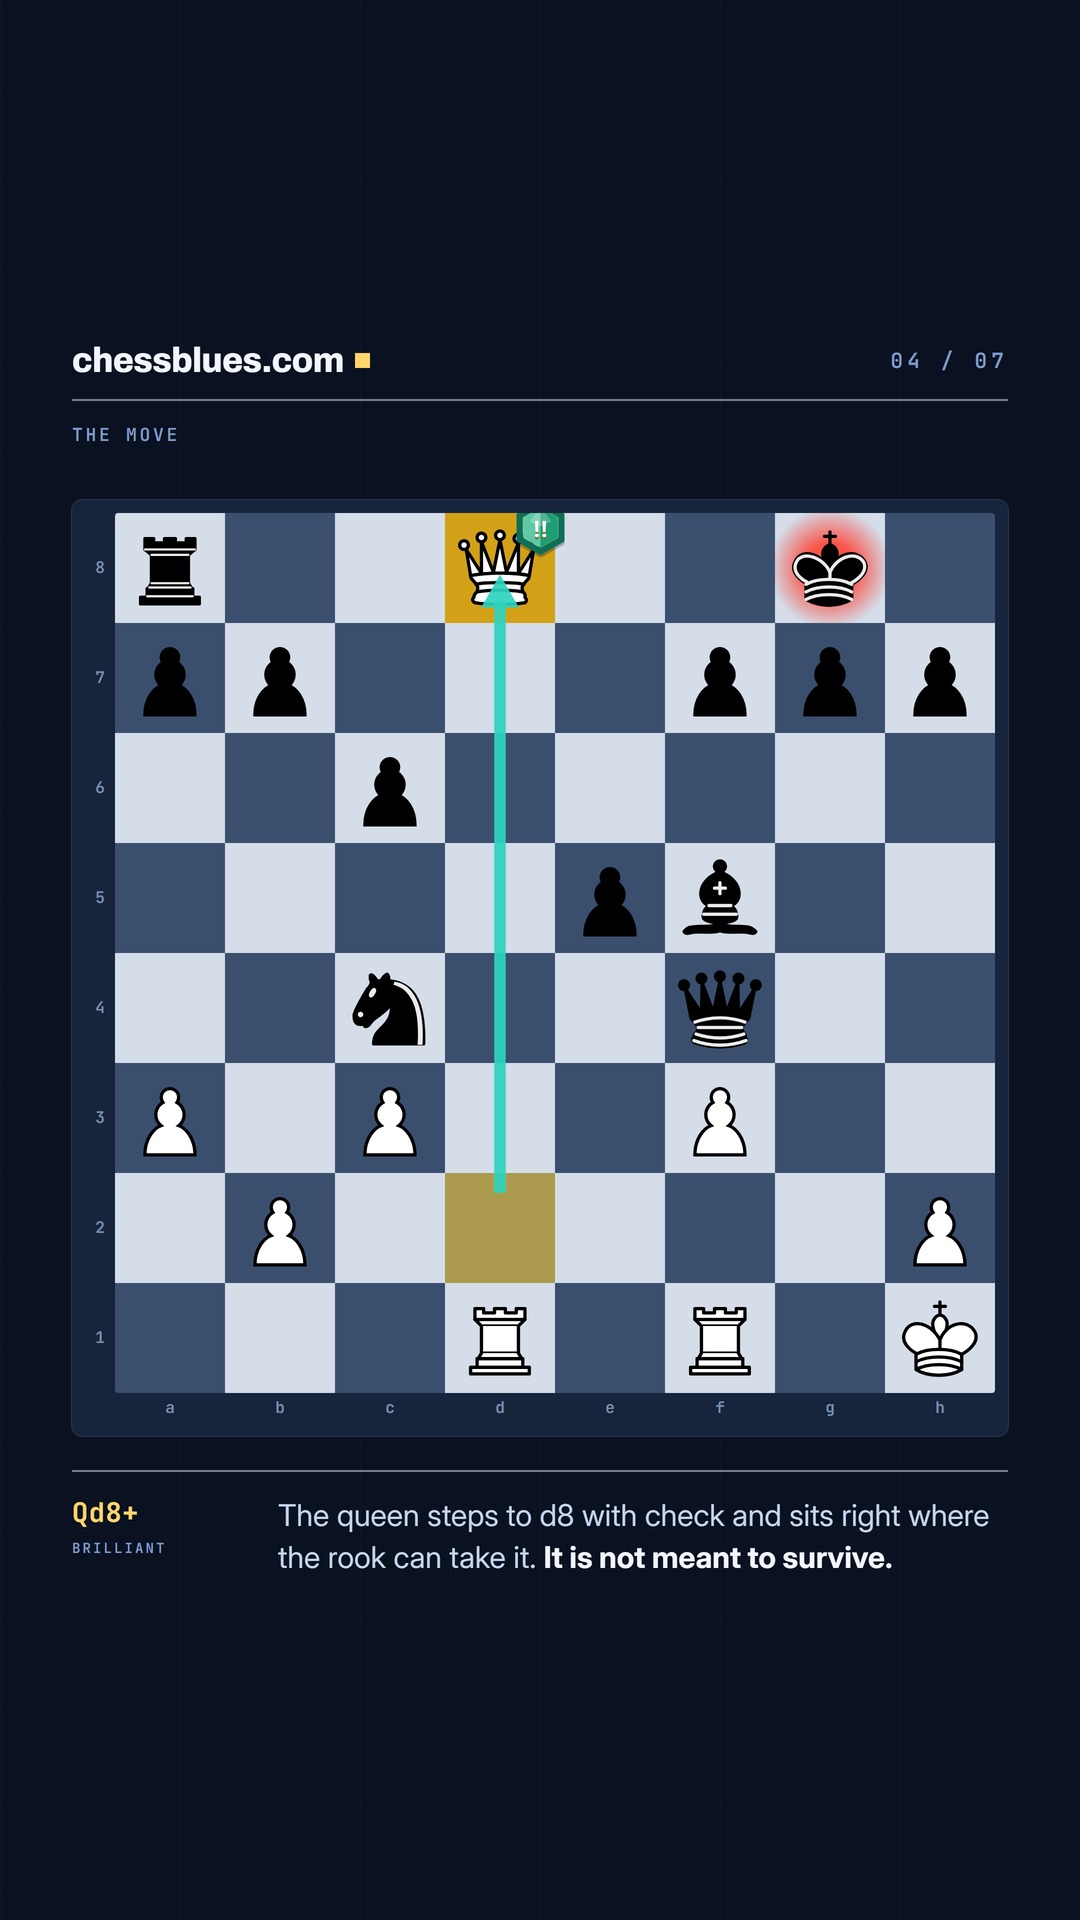 chessblues.com
04 / 07
THE MOVE
!!
8
7
6
5
4
3
2
1
a b c d e f g h
Qd8+
BRILLIANT
The queen steps to d8 with check and sits right where
the rook can take it. It is not meant to survive.